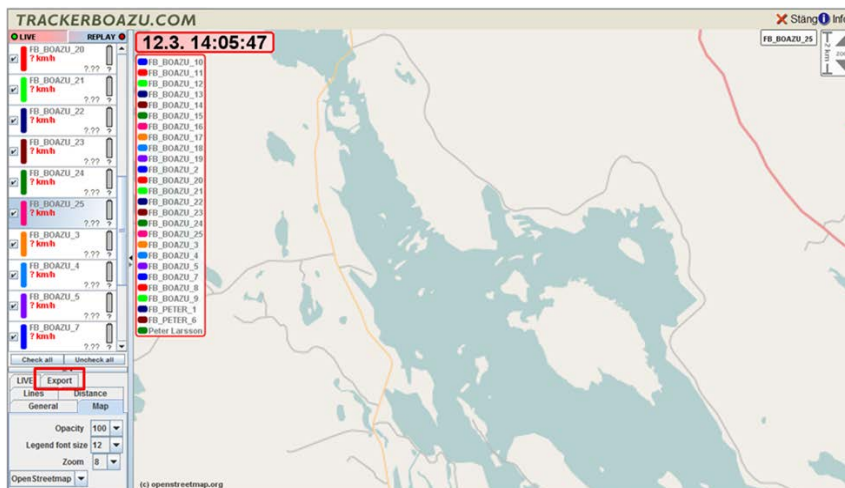 TRACKERBOAZU.COM
Stäng Info
LIVE REPLAY
FB_BOAZU_20
? km/h
?.??
?
FB_BOAZU_21
? km/h
?.??
?
FB_BOAZU_22
? km/h
?.??
?
FB_BOAZU_23
? km/h
?.??
?
FB_BOAZU_24
? km/h
?.??
?
FB_BOAZU_25
? km/h
?.??
?
FB_BOAZU_3
? km/h
?.??
?
FB_BOAZU_4
? km/h
?.??
?
FB_BOAZU_5
? km/h
?.??
?
FB_BOAZU_7
? km/h
?.??
?
Check all Uncheck all
LIVE Export
Lines Distance
General Map
Opacity 100
Legend font size 12
Zoom 8
OpenStreetmap
12.3. 14:05:47
FB_BOAZU_10
FB_BOAZU_11
FB_BOAZU_12
FB_BOAZU_13
FB_BOAZU_14
FB_BOAZU_15
FB_BOAZU_16
FB_BOAZU_17
FB_BOAZU_18
FB_BOAZU_19
FB_BOAZU_2
FB_BOAZU_20
FB_BOAZU_21
FB_BOAZU_22
FB_BOAZU_23
FB_BOAZU_24
FB_BOAZU_25
FB_BOAZU_3
FB_BOAZU_4
FB_BOAZU_5
FB_BOAZU_7
FB_BOAZU_8
FB_BOAZU_9
FB_PETER_1
FB_PETER_6
Peter Larsson
FB_BOAZU_25
(c) openstreetmap.org